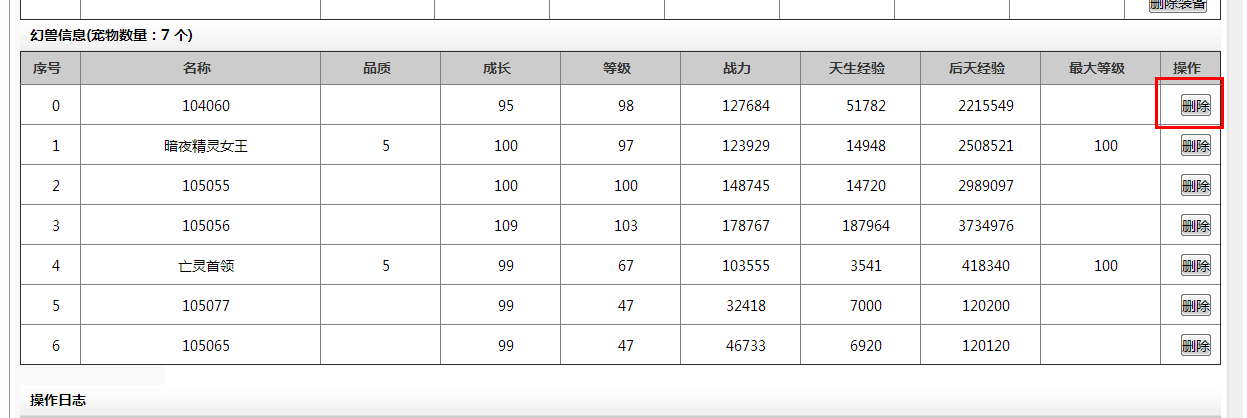 删除装备
幻兽信息(宠物数量：7 个)
序号 名称 品质 成长 等级 战力 天生经验 后天经验 最大等级 操作
0 104060 95 98 127684 51782 2215549 删除
1 暗夜精灵女王 5 100 97 123929 14948 2508521 100 删除
2 105055 100 100 148745 14720 2989097 删除
3 105056 109 103 178767 187964 3734976 删除
4 亡灵首领 5 99 67 103555 3541 418340 100 删除
5 105077 99 47 32418 7000 120200 删除
6 105065 99 47 46733 6920 120120 删除
操作日志